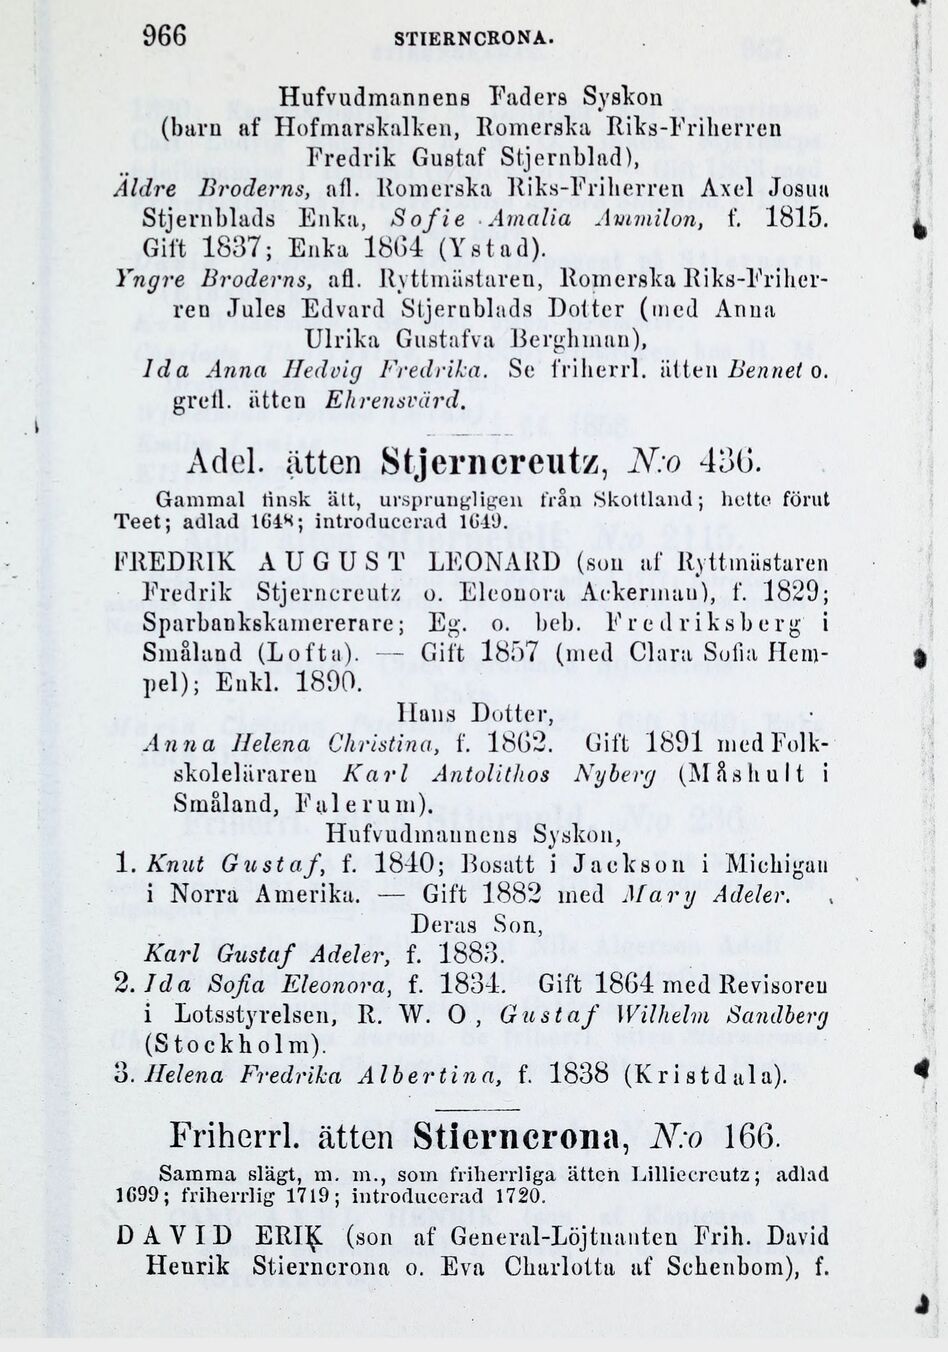 966 STIERNCRONA.
Hufvudmannens Faders Syskon
(barn af Hofmarskalken, Romerska Riks-Friherren
Fredrik Gustaf Stjernblad),
Äldre Broderns, afl. Romerska Riks-Friherren Axel Josua
Stjernblads Enka, Sofie Amalia Ammilon, f. 1815.
Gift 1837; Enka 1864 (Ystad).
Yngre Broderns, afl. Ryttmästaren, Romerska Riks-Friher-
ren Jules Edvard Stjernblads Dotter (med Anna
Ulrika Gustafva Berghman),
Ida Anna Hedvig Fredrika. Se friherrl. ätten Bennet o.
grefl. ätten Ehrensvärd.
Adel. ätten Stjerncreutz, N:o 436.
Gammal finsk ätt, ursprungligen från Skottland; hette förut
Teet; adlad 1648; introducerad 1649.
FREDRIK AUGUST LEONARD (son af Ryttmästaren
Fredrik Stjerncreutz o. Eleonora Ackerman), f. 1829;
Sparbankskamererare; Eg. o. beb. Fredriksberg i
Småland (Lofta). — Gift 1857 (med Clara Sofia Hem-
pel); Enkl. 1890.
Hans Dotter,
Anna Helena Christina, f. 1862. Gift 1891 med Folk-
skoleläraren Karl Antolithos Nyberg (Måshult i
Småland, Falerum).
Hufvudmannens Syskon,
1. Knut Gustaf, f. 1840; Bosatt i Jackson i Michigan
i Norra Amerika. — Gift 1882 med Mary Adeler.
Deras Son,
Karl Gustaf Adeler, f. 1883.
2. Ida Sofia Eleonora, f. 1834. Gift 1864 med Revisoren
i Lotsstyrelsen, R. W. O, Gustaf Wilhelm Sandberg
(Stockholm).
3. Helena Fredrika Albertina, f. 1838 (Kristdala).
Friherrl. ätten Stierncrona, N:o 166.
Samma slägt, m. m., som friherrliga ätten Lilliecreutz; adlad
1699; friherrlig 1719; introducerad 1720.
DAVID ERIK (son af General-Löjtnanten Frih. David
Henrik Stierncrona o. Eva Charlotta af Schenbom), f.